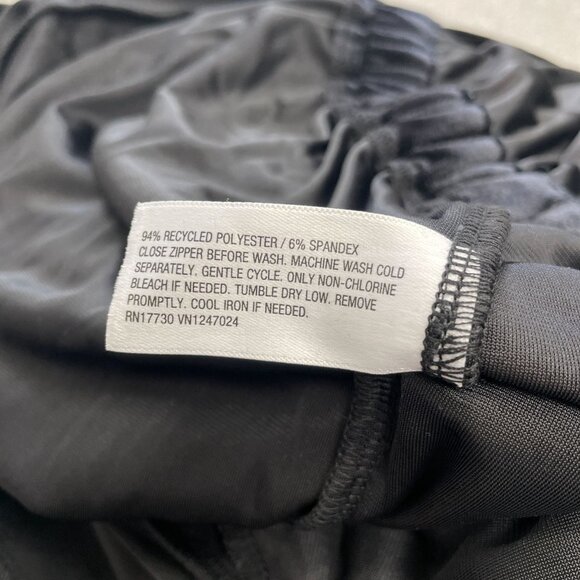 94% RECYCLED POLYESTER / 6% SPANDEX
CLOSE ZIPPER BEFORE WASH. MACHINE WASH COLD
SEPARATELY. GENTLE CYCLE. ONLY NON-CHLORINE
BLEACH IF NEEDED. TUMBLE DRY LOW. REMOVE
PROMPTLY. COOL IRON IF NEEDED.
RN17730 VN1247024